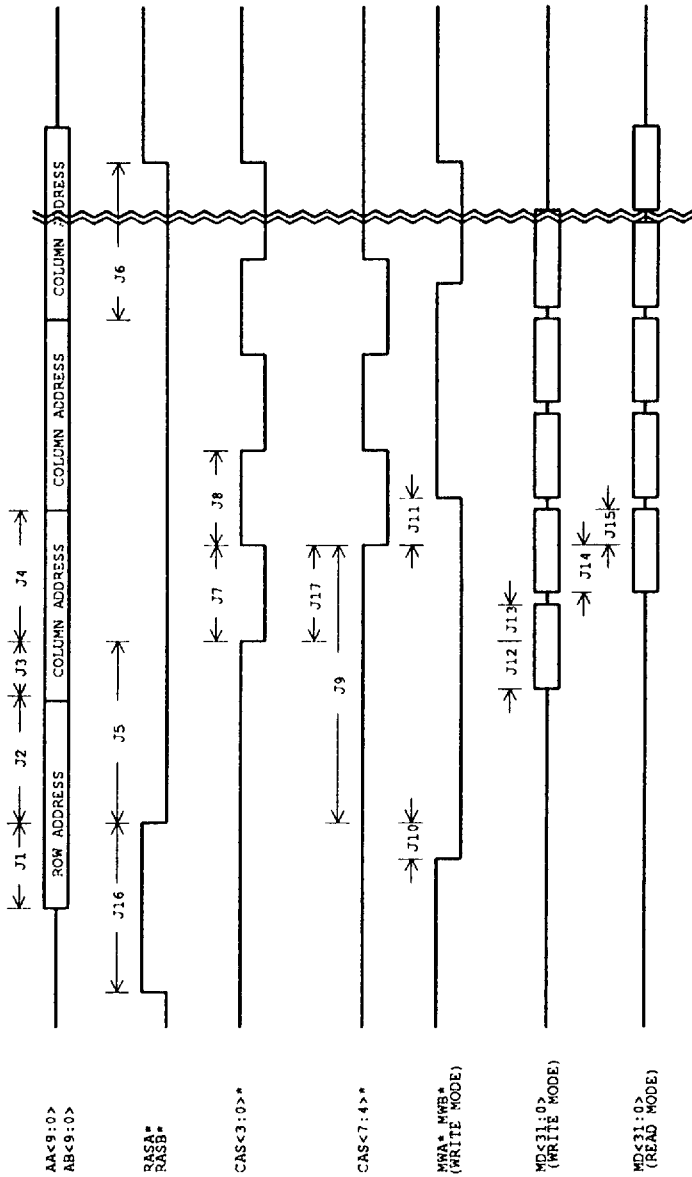 AA<9:0>
AB<9:0>
ROW ADDRESS
COLUMN ADDRESS
COLUMN ADDRESS
COLUMN ADDRESS
J1
J2
J3
J4
RASA*
RASB*
J16
J5
J6
CAS<3:0>*
J7
J8
CAS<7:4>*
J9
J17
MWA* MWB*
(WRITE MODE)
J10
J11
MD<31:0>
(WRITE MODE)
J12
J13
MD<31:0>
(READ MODE)
J14
J15